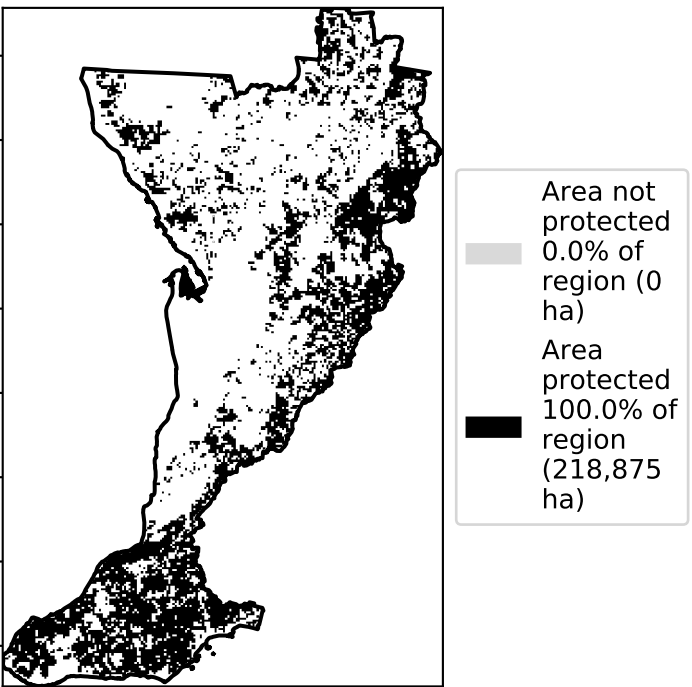 Area not
protected
0.0% of
region (0
ha)
Area
protected
100.0% of
region
(218,875
ha)